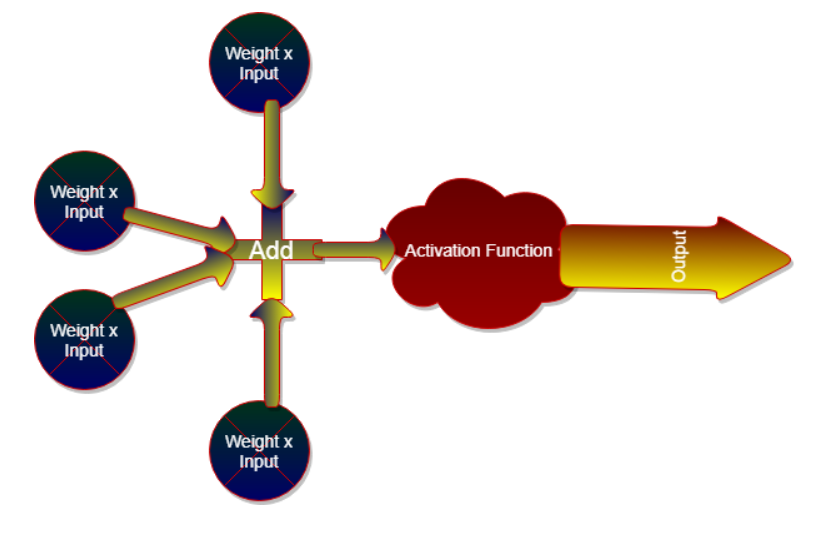 Weight x
Input
Weight x
Input
Add
Activation Function
Output
Weight x
Input
Weight x
Input